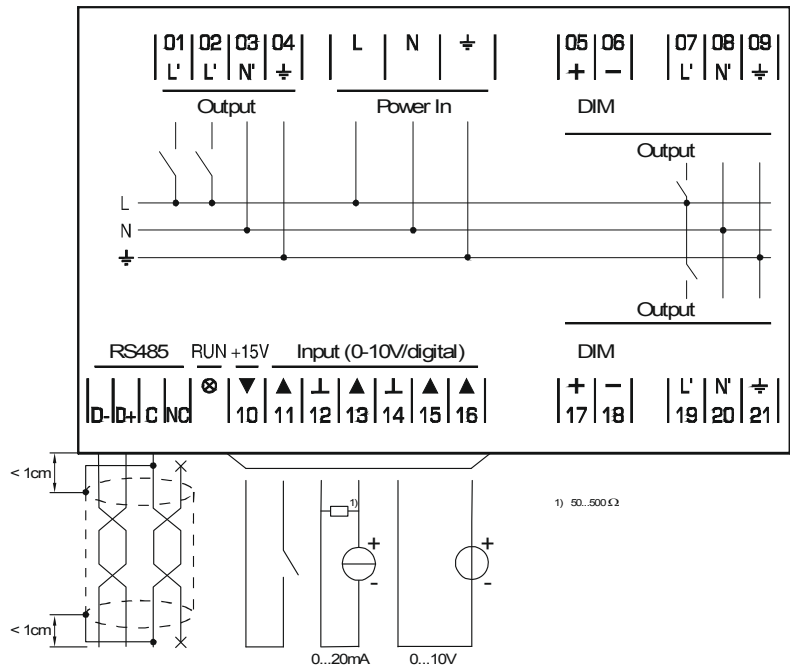 01 02 03 04 L N ⏚ 05 06 07 08 09
L' L' N' ⏚ + − L' N' ⏚
Output Power In DIM
Output
L
N
⏚
Output
RS485 RUN +15V Input (0-10V/digital) DIM
⊗ ▼ ▲ ⊥ ▲ ⊥ ▲ ▲ + − L' N' ⏚
D- D+ C NC 10 11 12 13 14 15 16 17 18 19 20 21
< 1cm
1) 1) 50...500 Ω
+ +
- -
< 1cm
0...20mA 0...10V